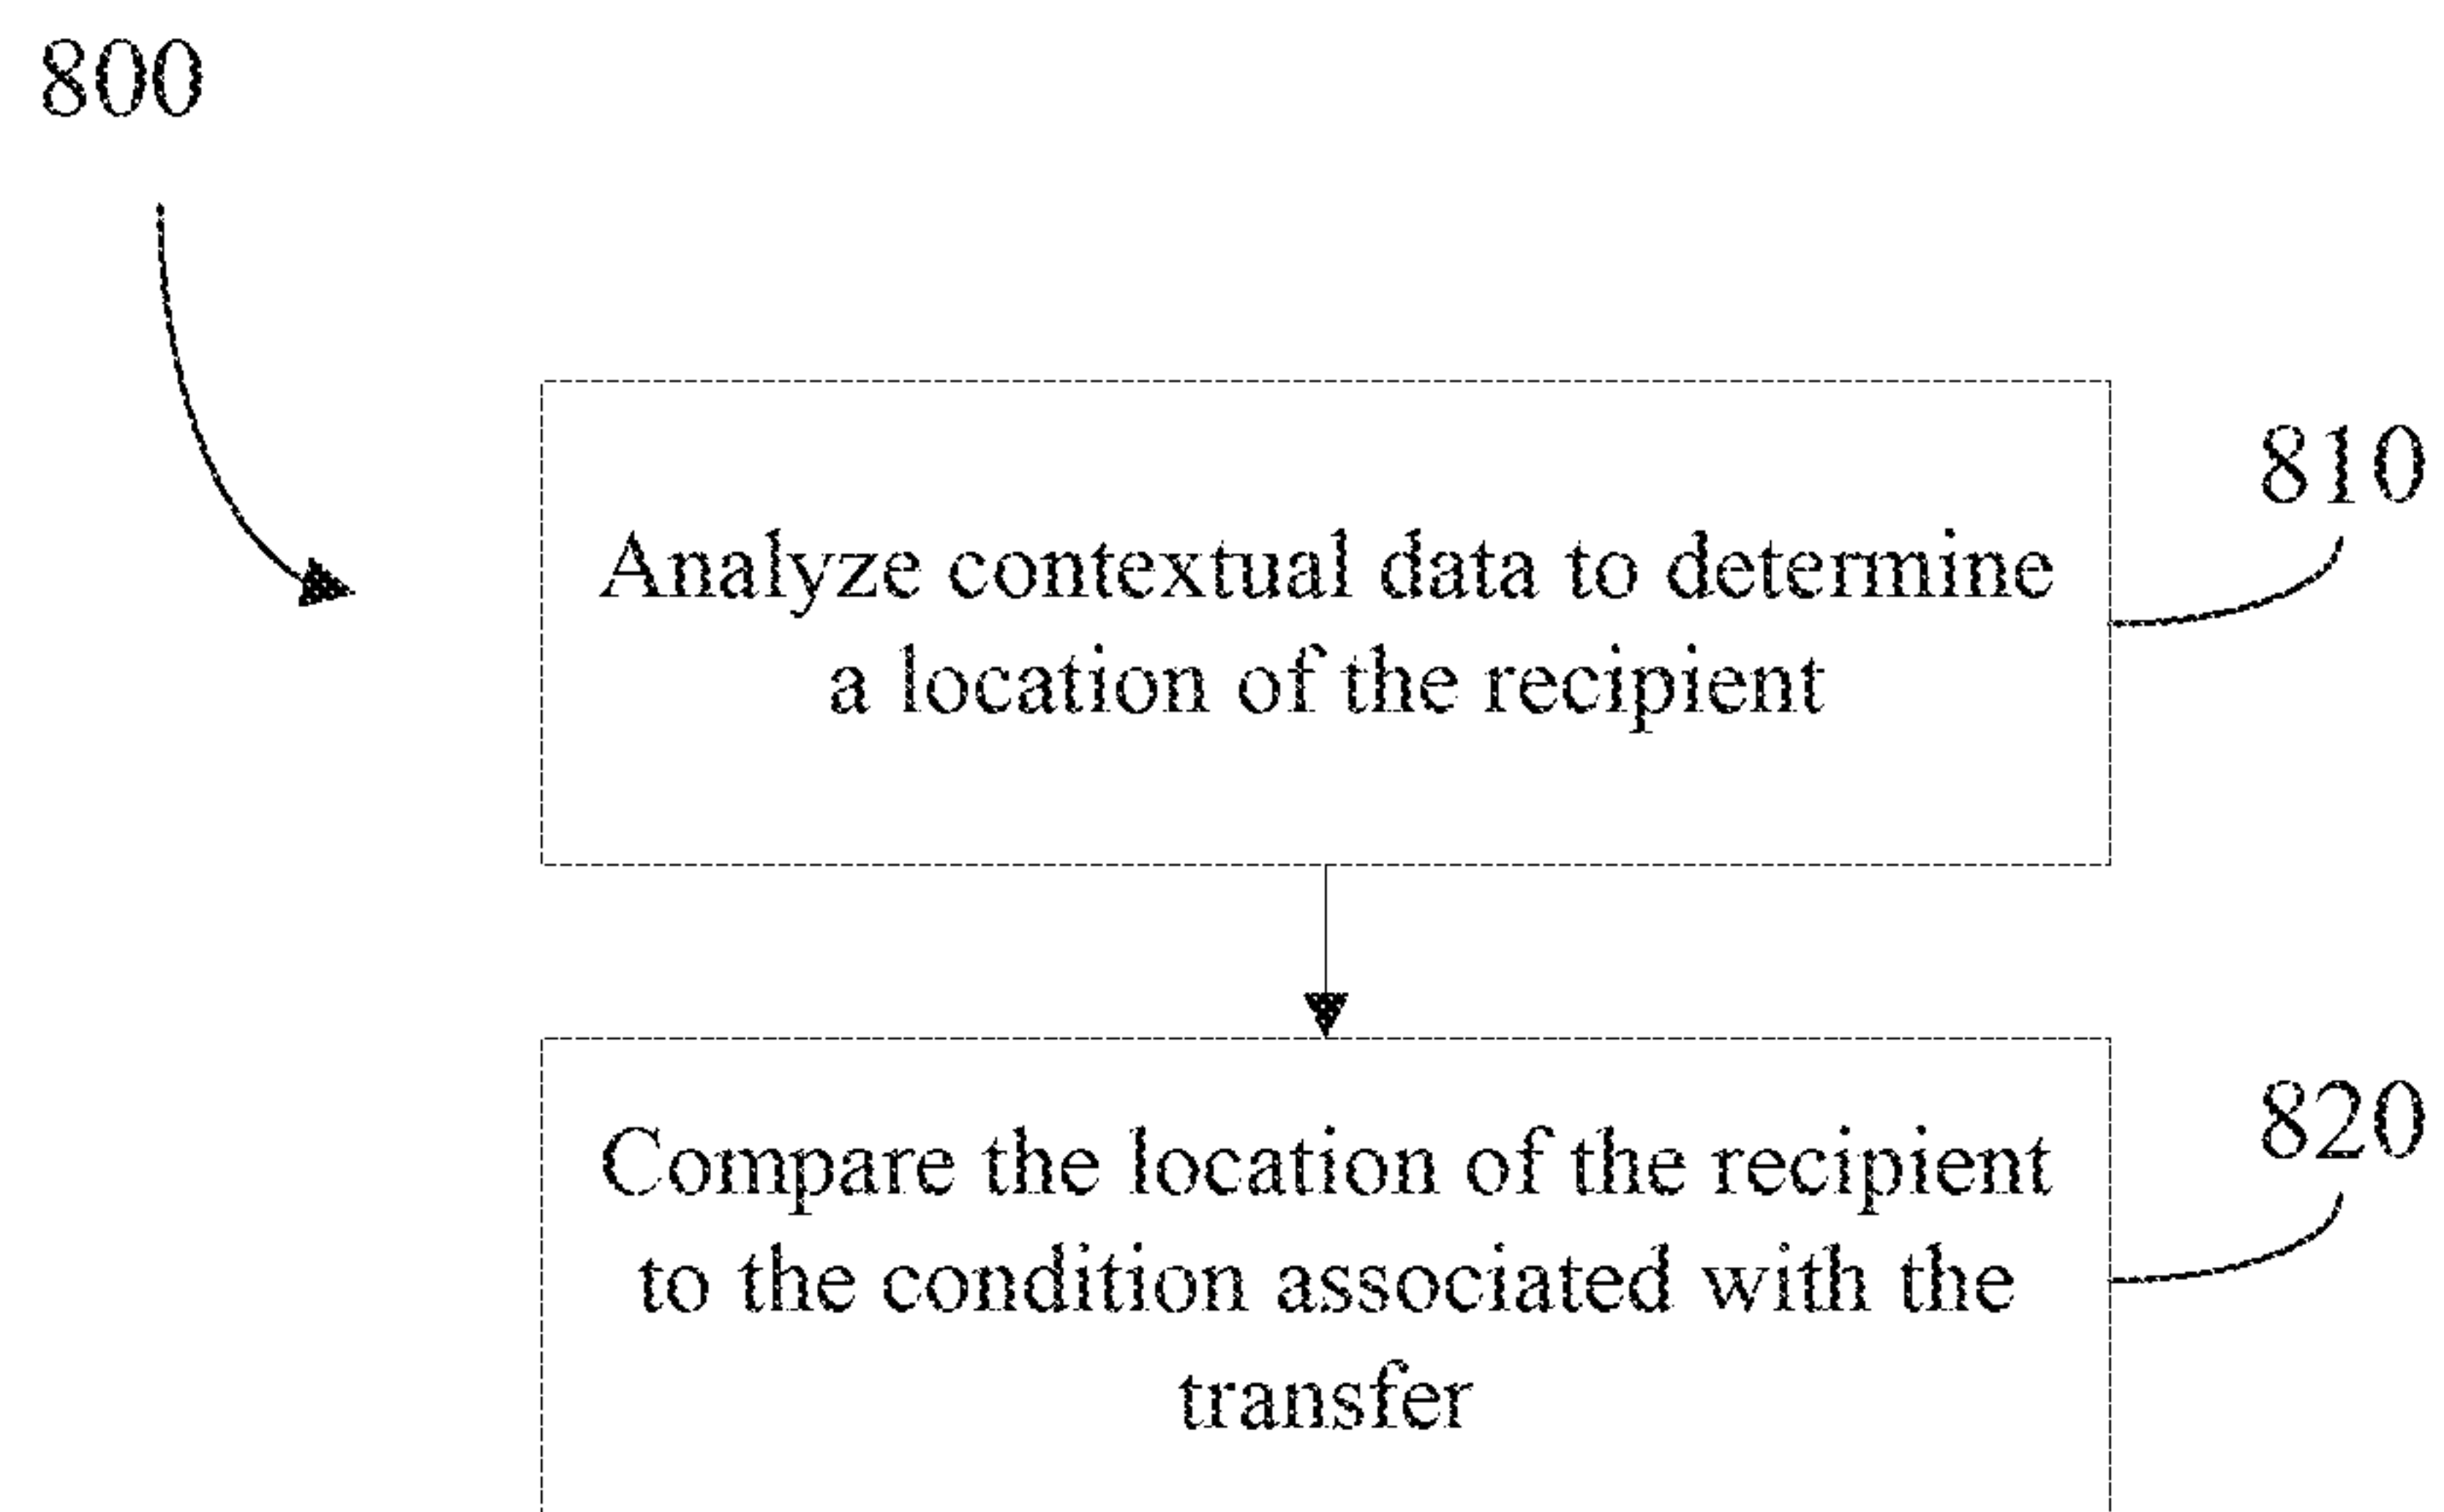 800
810
Analyze contextual data to determine
a location of the recipient
820
Compare the location of the recipient
to the condition associated with the
transfer